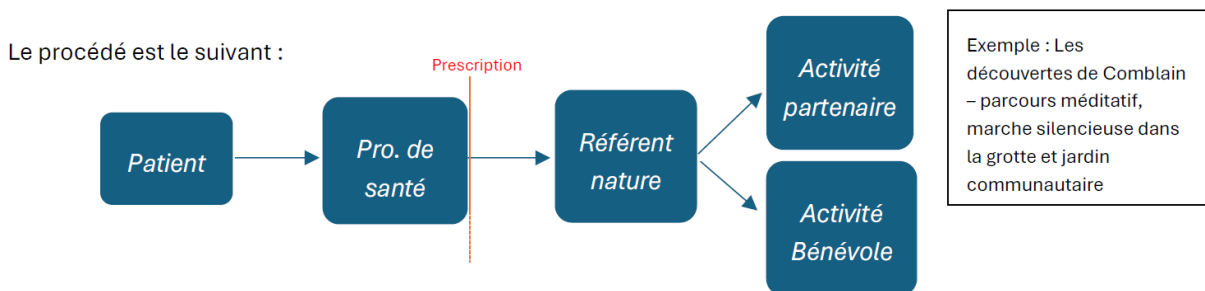 Le procédé est le suivant :
Prescription
Patient
Pro. de
santé
Référent
nature
Activité
partenaire
Activité
Bénévole
Exemple : Les
découvertes de Comblain
– parcours méditatif,
marche silencieuse dans
la grotte et jardin
communautaire